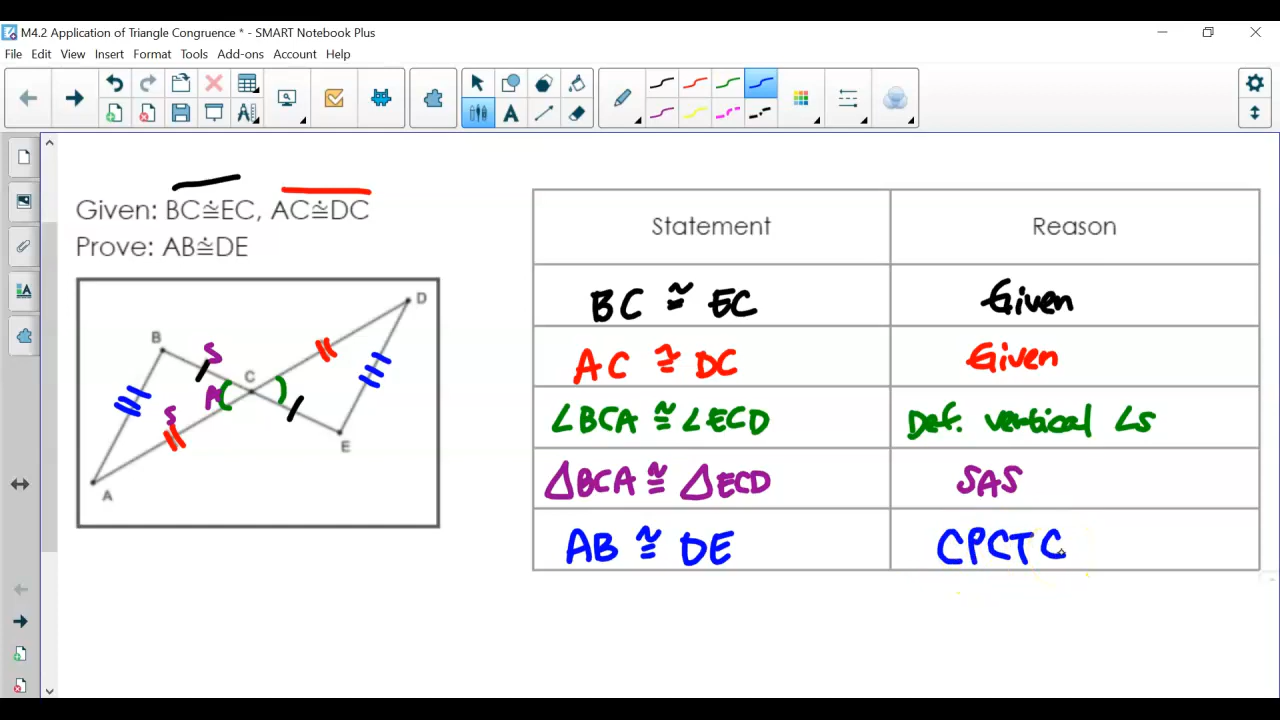 M4.2 Application of Triangle Congruence * - SMART Notebook Plus
File Edit View Insert Format Tools Add-ons Account Help
Given: BC≅EC, AC≅DC
Prove: AB≅DE
Statement Reason
BC ≅ EC Given
AC ≅ DC Given
∠BCA ≅ ∠ECD Def. vertical ∠s
△BCA ≅ △ECD SAS
AB ≅ DE CPCTC
D
B S
C
A
S
E
A